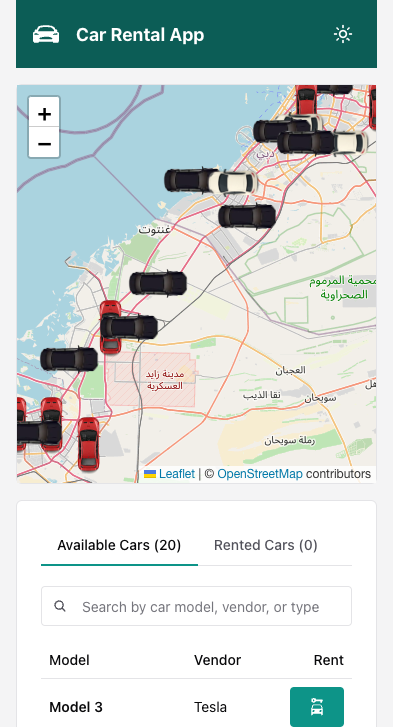 Car Rental App
+
−
دبي
غنتوت
محمية المرموم
الصحراوية
مدينة زايد
العسكرية
العجبان
نقا الذيب
سويحان
رملة سويحان
Leaflet | © OpenStreetMap contributors
Available Cars (20) Rented Cars (0)
Search by car model, vendor, or type
Model Vendor Rent
Model 3 Tesla